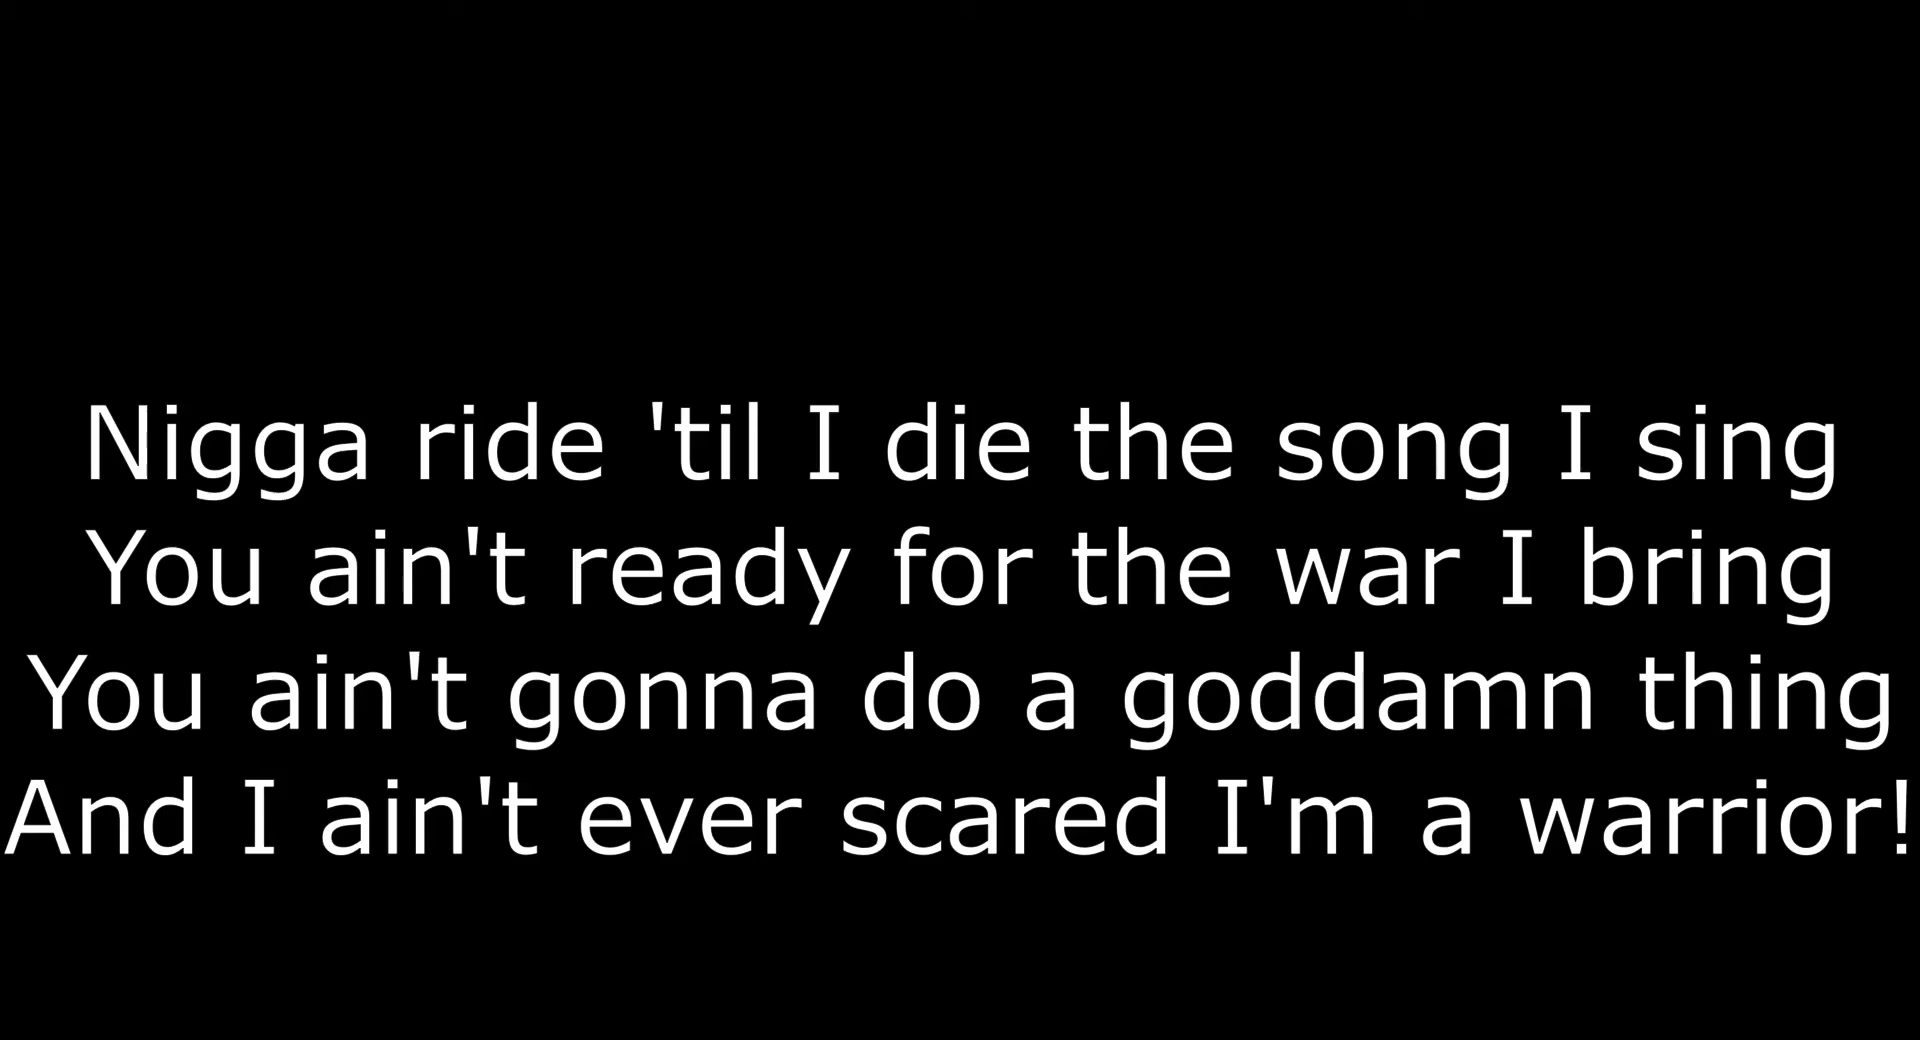 Nigga ride 'til I die the song I sing
You ain't ready for the war I bring
You ain't gonna do a goddamn thing
And I ain't ever scared I'm a warrior!